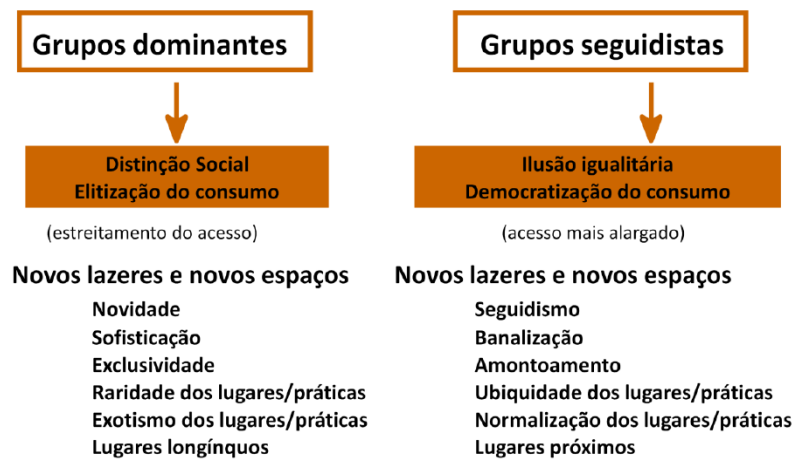 Grupos dominantes
Distinção Social
Elitização do consumo
(estreitamento do acesso)
Novos lazeres e novos espaços
Novidade
Sofisticação
Exclusividade
Raridade dos lugares/práticas
Exotismo dos lugares/práticas
Lugares longínquos
Grupos seguidistas
Ilusão igualitária
Democratização do consumo
(acesso mais alargado)
Novos lazeres e novos espaços
Seguidismo
Banalização
Amontoamento
Ubiquidade dos lugares/práticas
Normalização dos lugares/práticas
Lugares próximos